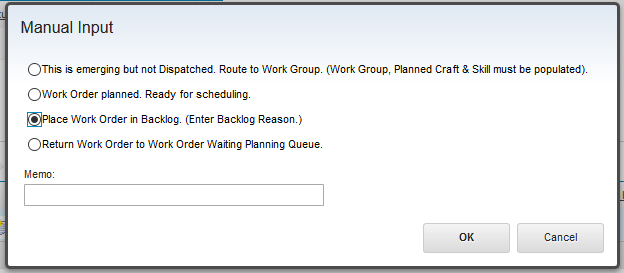 Manual Input
This is emerging but not Dispatched. Route to Work Group. (Work Group, Planned Craft & Skill must be populated).
Work Order planned. Ready for scheduling.
Place Work Order in Backlog. (Enter Backlog Reason.)
Return Work Order to Work Order Waiting Planning Queue.
Memo:
OK Cancel